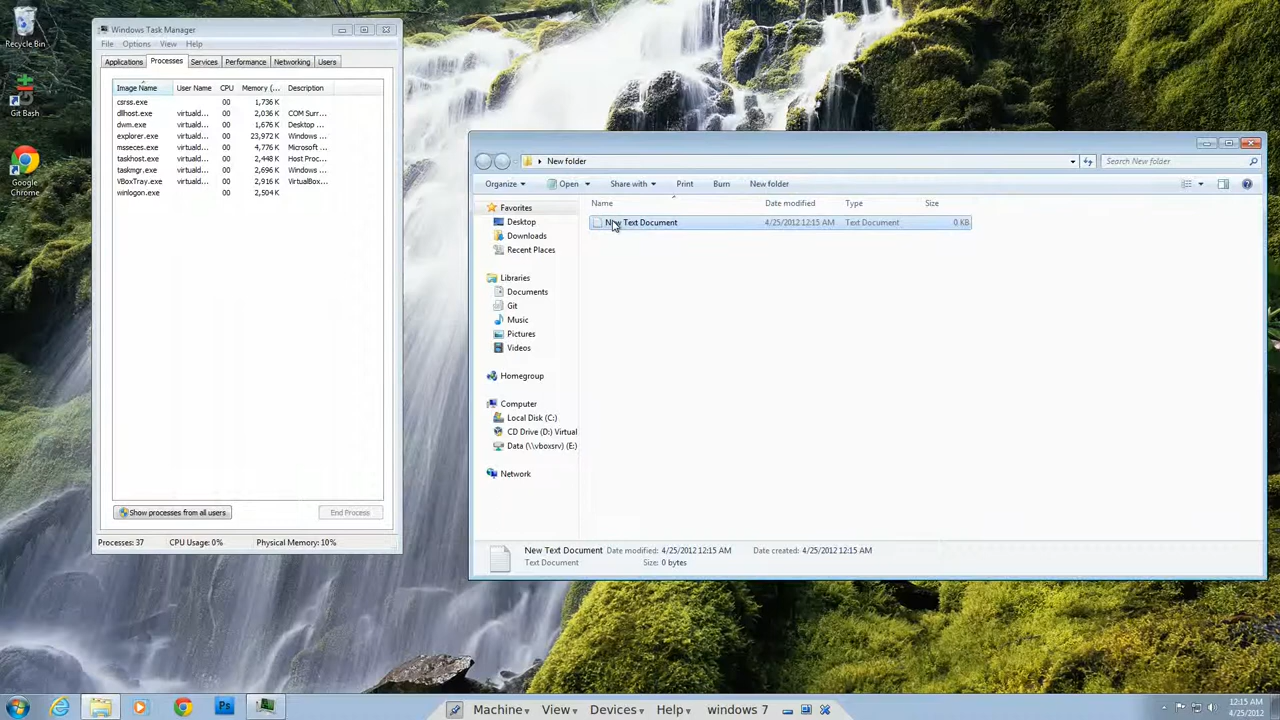 Recycle Bin
Git Bash
Google
Chrome
Windows Task Manager
File Options View Help
Applications Processes Services Performance Networking Users
Image Name User Name CPU Memory (... Description
csrss.exe 00 1,736 K
dllhost.exe virtuald... 00 2,036 K COM Surr...
dwm.exe virtuald... 00 1,676 K Desktop ...
explorer.exe virtuald... 00 23,972 K Windows ...
msseces.exe virtuald... 00 4,776 K Microsoft ...
taskhost.exe virtuald... 00 2,448 K Host Proc...
taskmgr.exe virtuald... 00 2,696 K Windows ...
VBoxTray.exe virtuald... 00 2,916 K VirtualBox...
winlogon.exe 00 2,504 K
Show processes from all users End Process
Processes: 37 CPU Usage: 0% Physical Memory: 10%
New folder Search New folder
Organize Open Share with Print Burn New folder
Name Date modified Type Size
New Text Document 4/25/2012 12:15 AM Text Document 0 KB
Favorites
Desktop
Downloads
Recent Places
Libraries
Documents
Git
Music
Pictures
Videos
Homegroup
Computer
Local Disk (C:)
CD Drive (D:) Virtual
Data (\\vboxsrv) (E:)
Network
New Text Document Date modified: 4/25/2012 12:15 AM Date created: 4/25/2012 12:15 AM
Text Document Size: 0 bytes
Ps
Machine View Devices Help windows 7
12:15 AM
4/25/2012